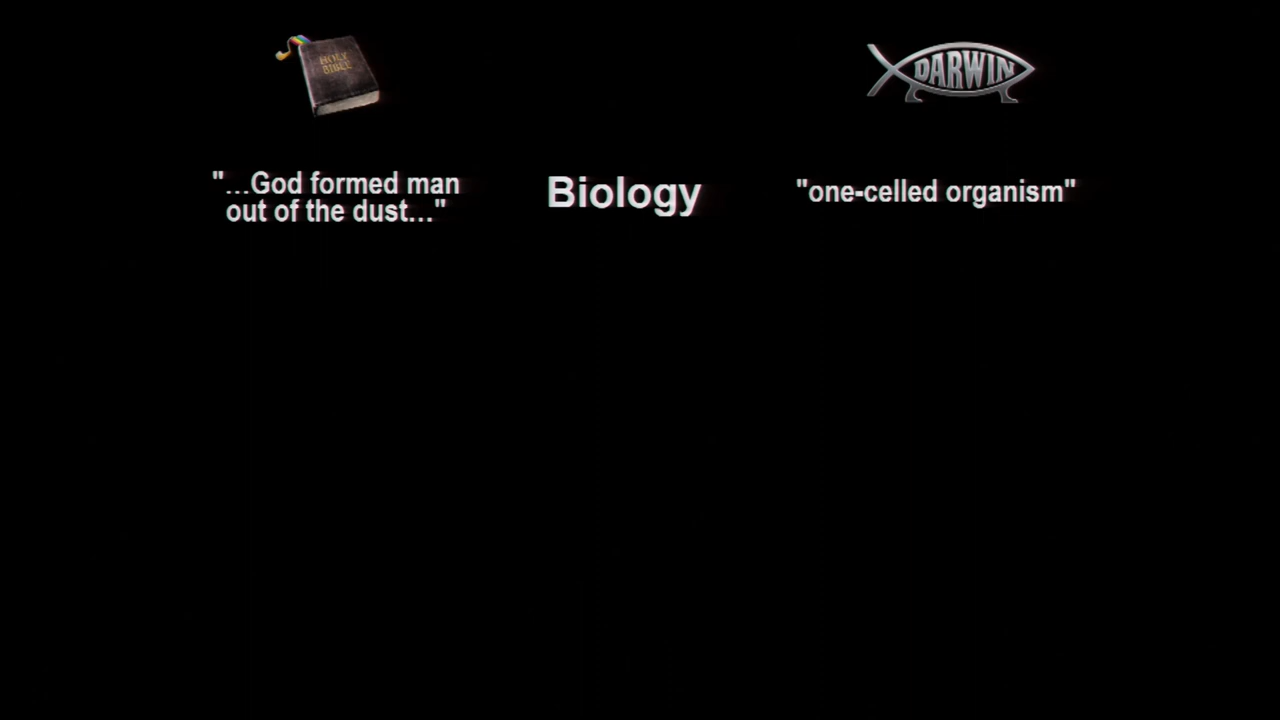 HOLY
BIBLE
DARWIN
"...God formed man
out of the dust..."
Biology
"one-celled organism"